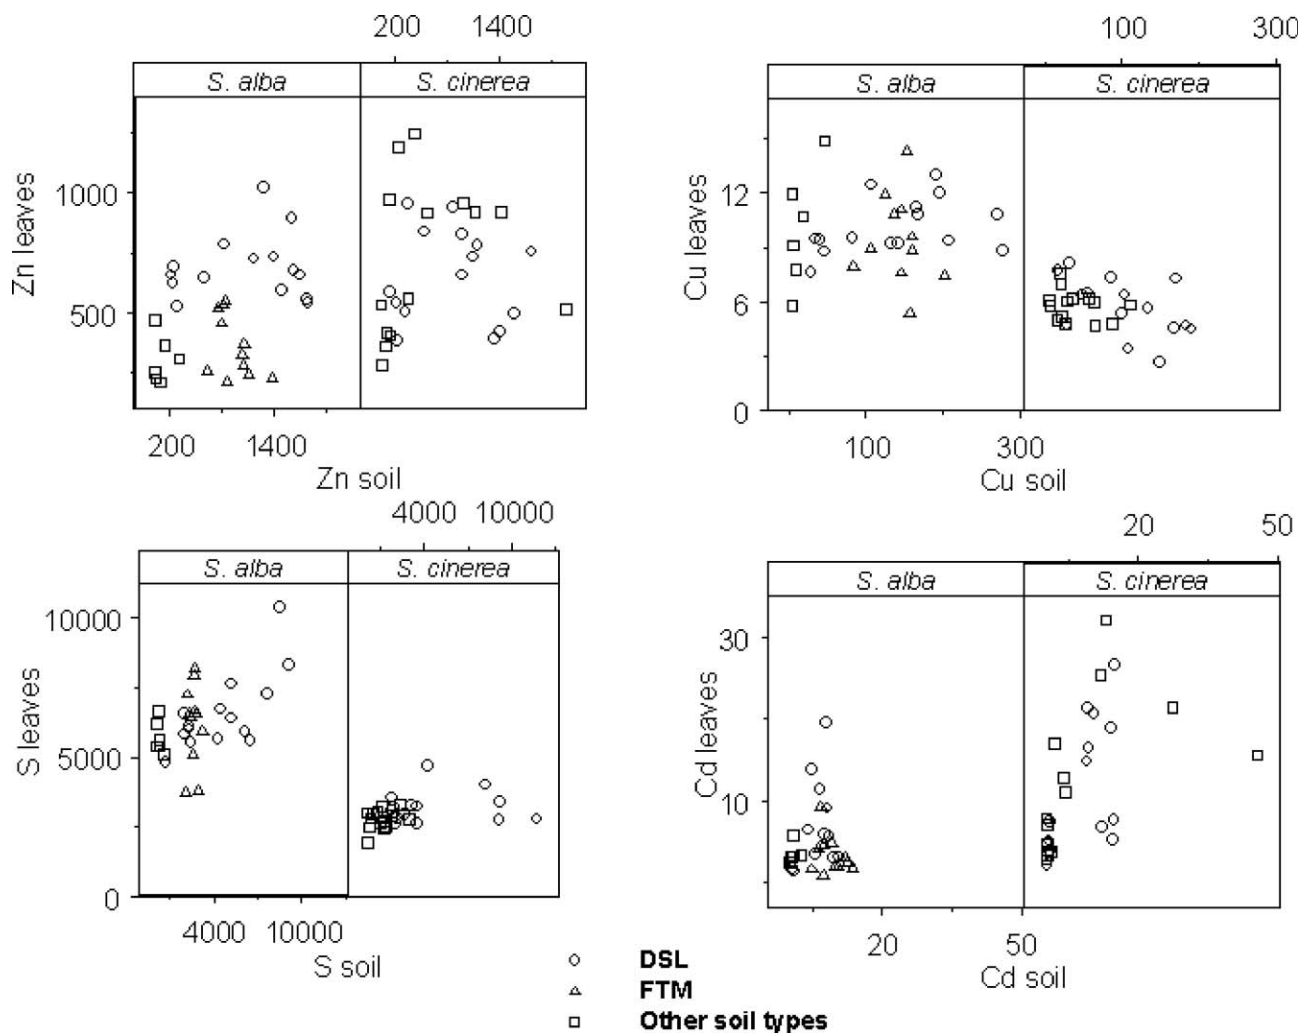 200 1400
S. alba S. cinerea
1000
500
Zn leaves
200 1400
Zn soil
100 300
S. alba S. cinerea
12
6
0
Cu leaves
100 300
Cu soil
4000 10000
S. alba S. cinerea
10000
5000
0
S leaves
4000 10000
S soil
20 50
S. alba S. cinerea
30
10
Cd leaves
20 50
Cd soil
DSL
FTM
Other soil types